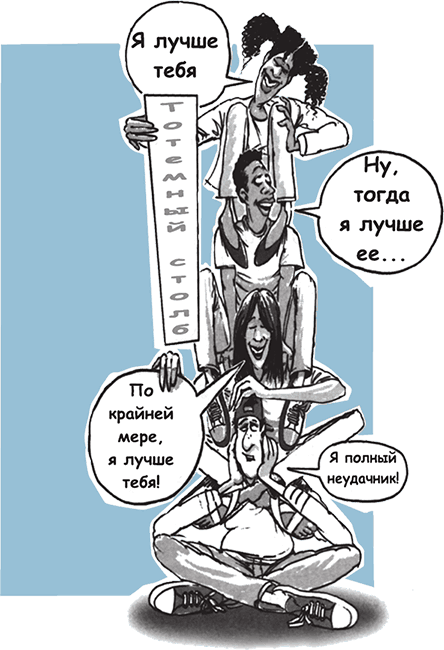 Я лучше
тебя
Тотемный столб
Ну,
тогда
я лучше
ее...
По
крайней
мере,
я лучше
тебя!
Я полный
неудачник!